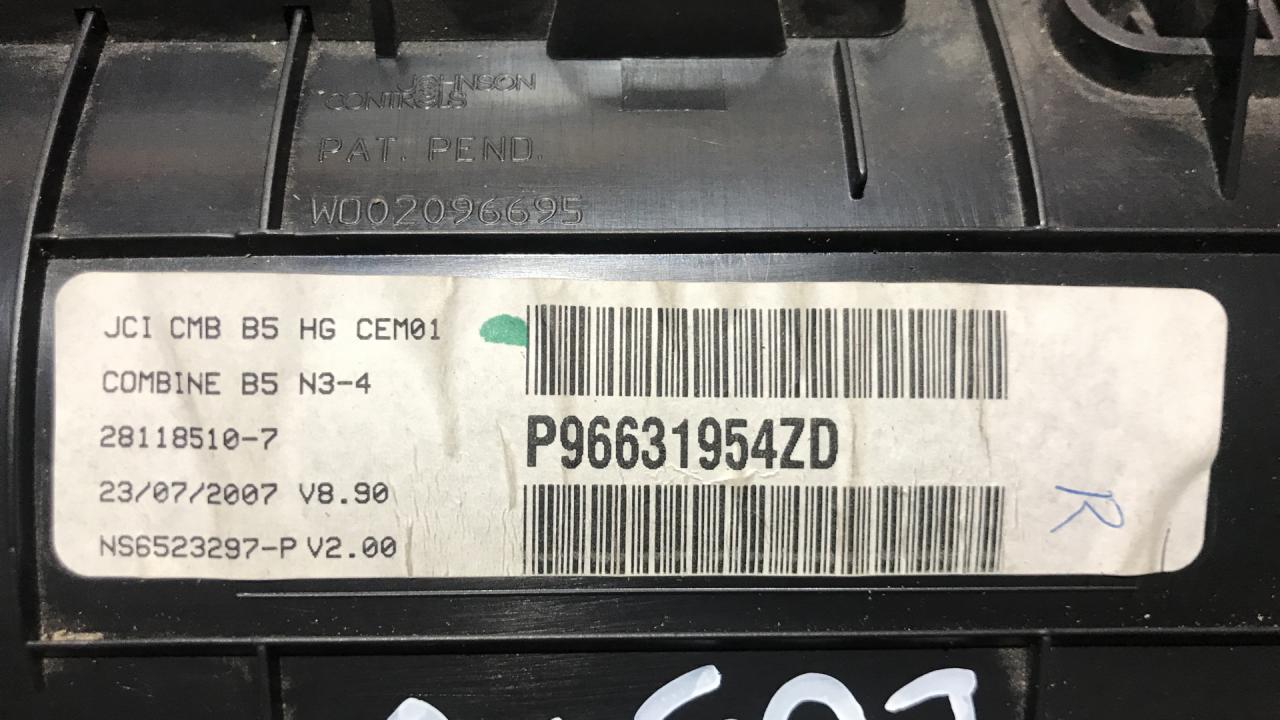 JOHNSON
CONTROLS
PAT. PEND.
W002096695
JCI CMB B5 HG CEM01
COMBINE B5 N3-4
28118510-7
23/07/2007 V8.90
NS6523297-P V2.00
P96631954ZD
R